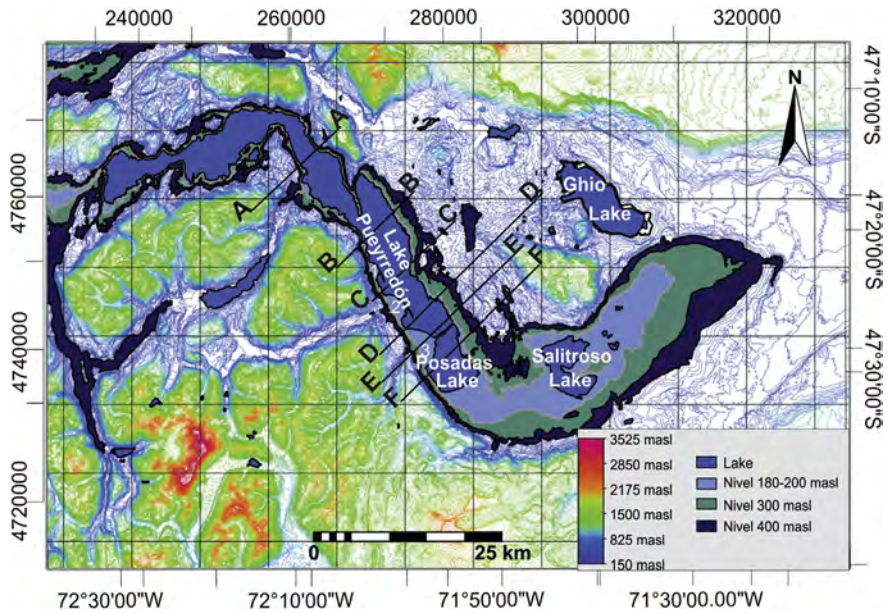 240000 260000 280000 300000 320000
47°10'00"S
47°20'00"S
47°30'00"S
4760000
4740000
4720000
N
A
A
B
B
C
C
D
D
E
E
F
F
Ghio
Lake
Lake
Pueyrredón
Posadas
Lake
Salitroso
Lake
3525 masl
2850 masl
2175 masl
1500 masl
825 masl
150 masl
Lake
Nivel 180-200 masl
Nivel 300 masl
Nivel 400 masl
0 25 km
72°30'00"W 72°10'00"W 71°50'00"W 71°30'00.00"W